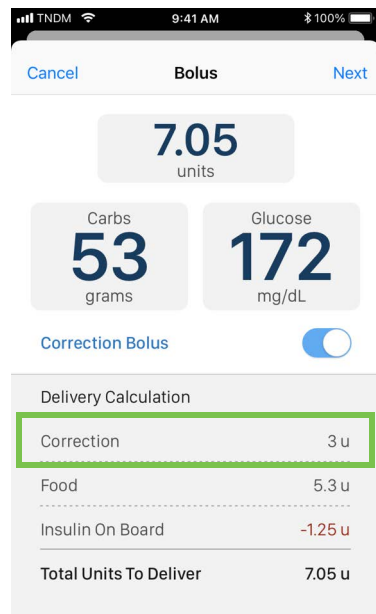 TNDM 9:41 AM 100%
Cancel Bolus Next
7.05
units
Carbs Glucose
53 172
grams mg/dL
Correction Bolus
Delivery Calculation
Correction 3 u
Food 5.3 u
Insulin On Board -1.25 u
Total Units To Deliver 7.05 u